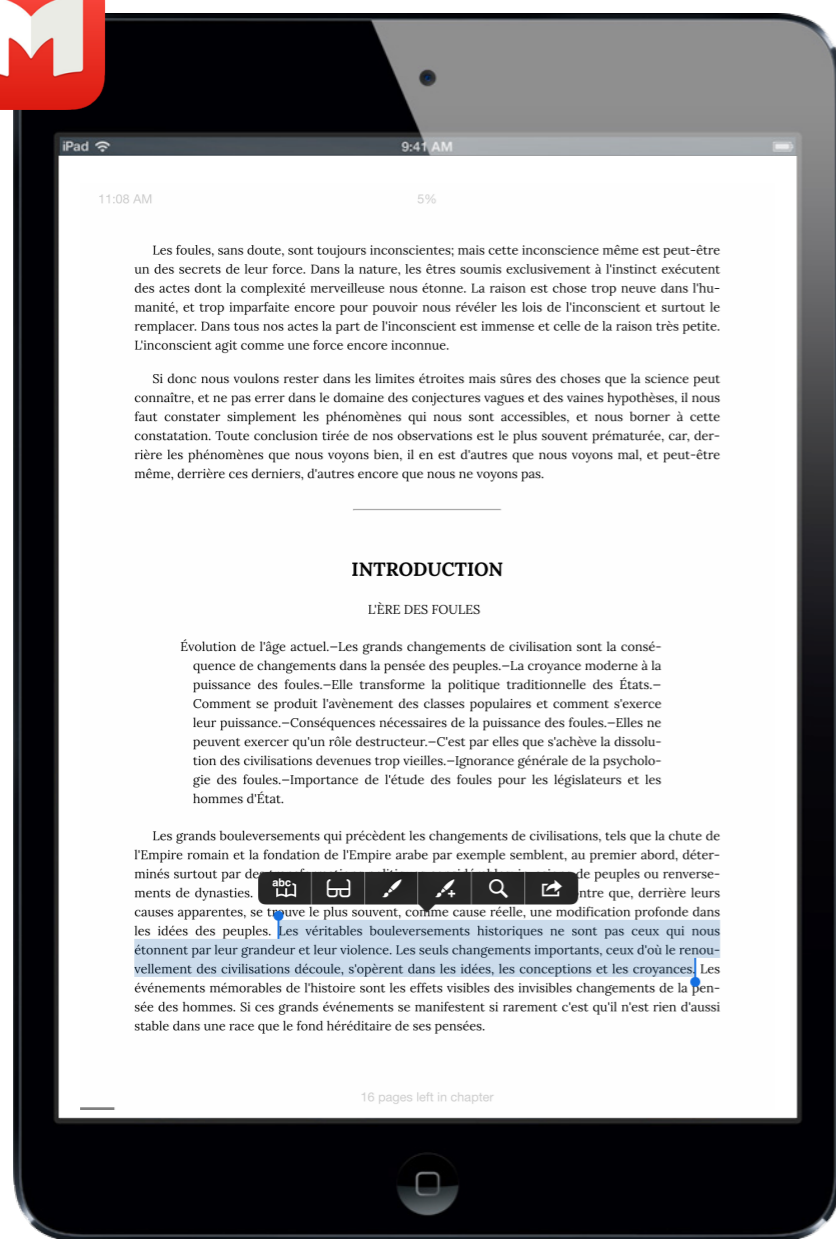 iPad 9:41 AM
11:08 AM 5%
Les foules, sans doute, sont toujours inconscientes; mais cette inconscience même est peut-être
un des secrets de leur force. Dans la nature, les êtres soumis exclusivement à l'instinct exécutent
des actes dont la complexité merveilleuse nous étonne. La raison est chose trop neuve dans l'hu-
manité, et trop imparfaite encore pour pouvoir nous révéler les lois de l'inconscient et surtout le
remplacer. Dans tous nos actes la part de l'inconscient est immense et celle de la raison très petite.
L'inconscient agit comme une force encore inconnue.
Si donc nous voulons rester dans les limites étroites mais sûres des choses que la science peut
connaître, et ne pas errer dans le domaine des conjectures vagues et des vaines hypothèses, il nous
faut constater simplement les phénomènes qui nous sont accessibles, et nous borner à cette
constatation. Toute conclusion tirée de nos observations est le plus souvent prématurée, car, der-
rière les phénomènes que nous voyons bien, il en est d'autres que nous voyons mal, et peut-être
même, derrière ces derniers, d'autres encore que nous ne voyons pas.
INTRODUCTION
L'ÈRE DES FOULES
Évolution de l'âge actuel.—Les grands changements de civilisation sont la consé-
quence de changements dans la pensée des peuples.—La croyance moderne à la
puissance des foules.—Elle transforme la politique traditionnelle des États.—
Comment se produit l'avènement des classes populaires et comment s'exerce
leur puissance.—Conséquences nécessaires de la puissance des foules.—Elles ne
peuvent exercer qu'un rôle destructeur.—C'est par elles que s'achève la dissolu-
tion des civilisations devenues trop vieilles.—Ignorance générale de la psycholo-
gie des foules.—Importance de l'étude des foules pour les législateurs et les
hommes d'État.
Les grands bouleversements qui précèdent les changements de civilisations, tels que la chute de
l'Empire romain et la fondation de l'Empire arabe par exemple semblent, au premier abord, déter-
minés surtout par de peuples ou renverse-
ments de dynasties. que, derrière leurs
abc
causes apparentes, se trouve le plus souvent, comme cause réelle, une modification profonde dans
les idées des peuples. Les véritables bouleversements historiques ne sont pas ceux qui nous
étonnent par leur grandeur et leur violence. Les seuls changements importants, ceux d'où le renou-
vellement des civilisations découle, s'opèrent dans les idées, les conceptions et les croyances. Les
événements mémorables de l'histoire sont les effets visibles des invisibles changements de la pen-
sée des hommes. Si ces grands événements se manifestent si rarement c'est qu'il n'est rien d'aussi
stable dans une race que le fond héréditaire de ses pensées.
16 pages left in chapter